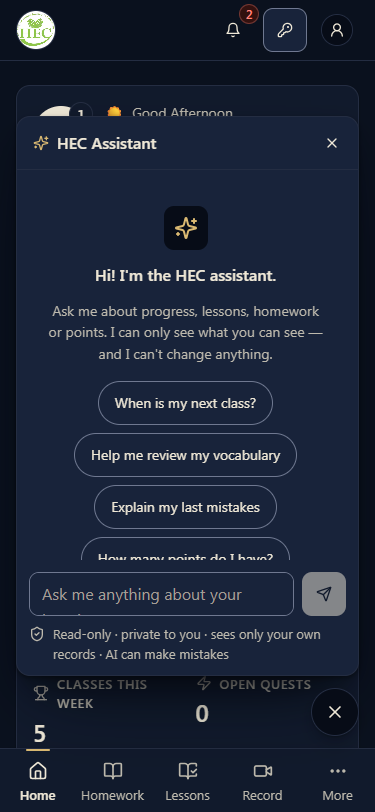 HEC
2
1
Good Afternoon
HEC Assistant
Hi! I'm the HEC assistant.
Ask me about progress, lessons, homework
or points. I can only see what you can see —
and I can't change anything.
When is my next class?
Help me review my vocabulary
Explain my last mistakes
How many points do I have?
Ask me anything about your
Read-only · private to you · sees only your own
records · AI can make mistakes
CLASSES THIS
WEEK
5
OPEN QUESTS
0
Home
Homework
Lessons
Record
More